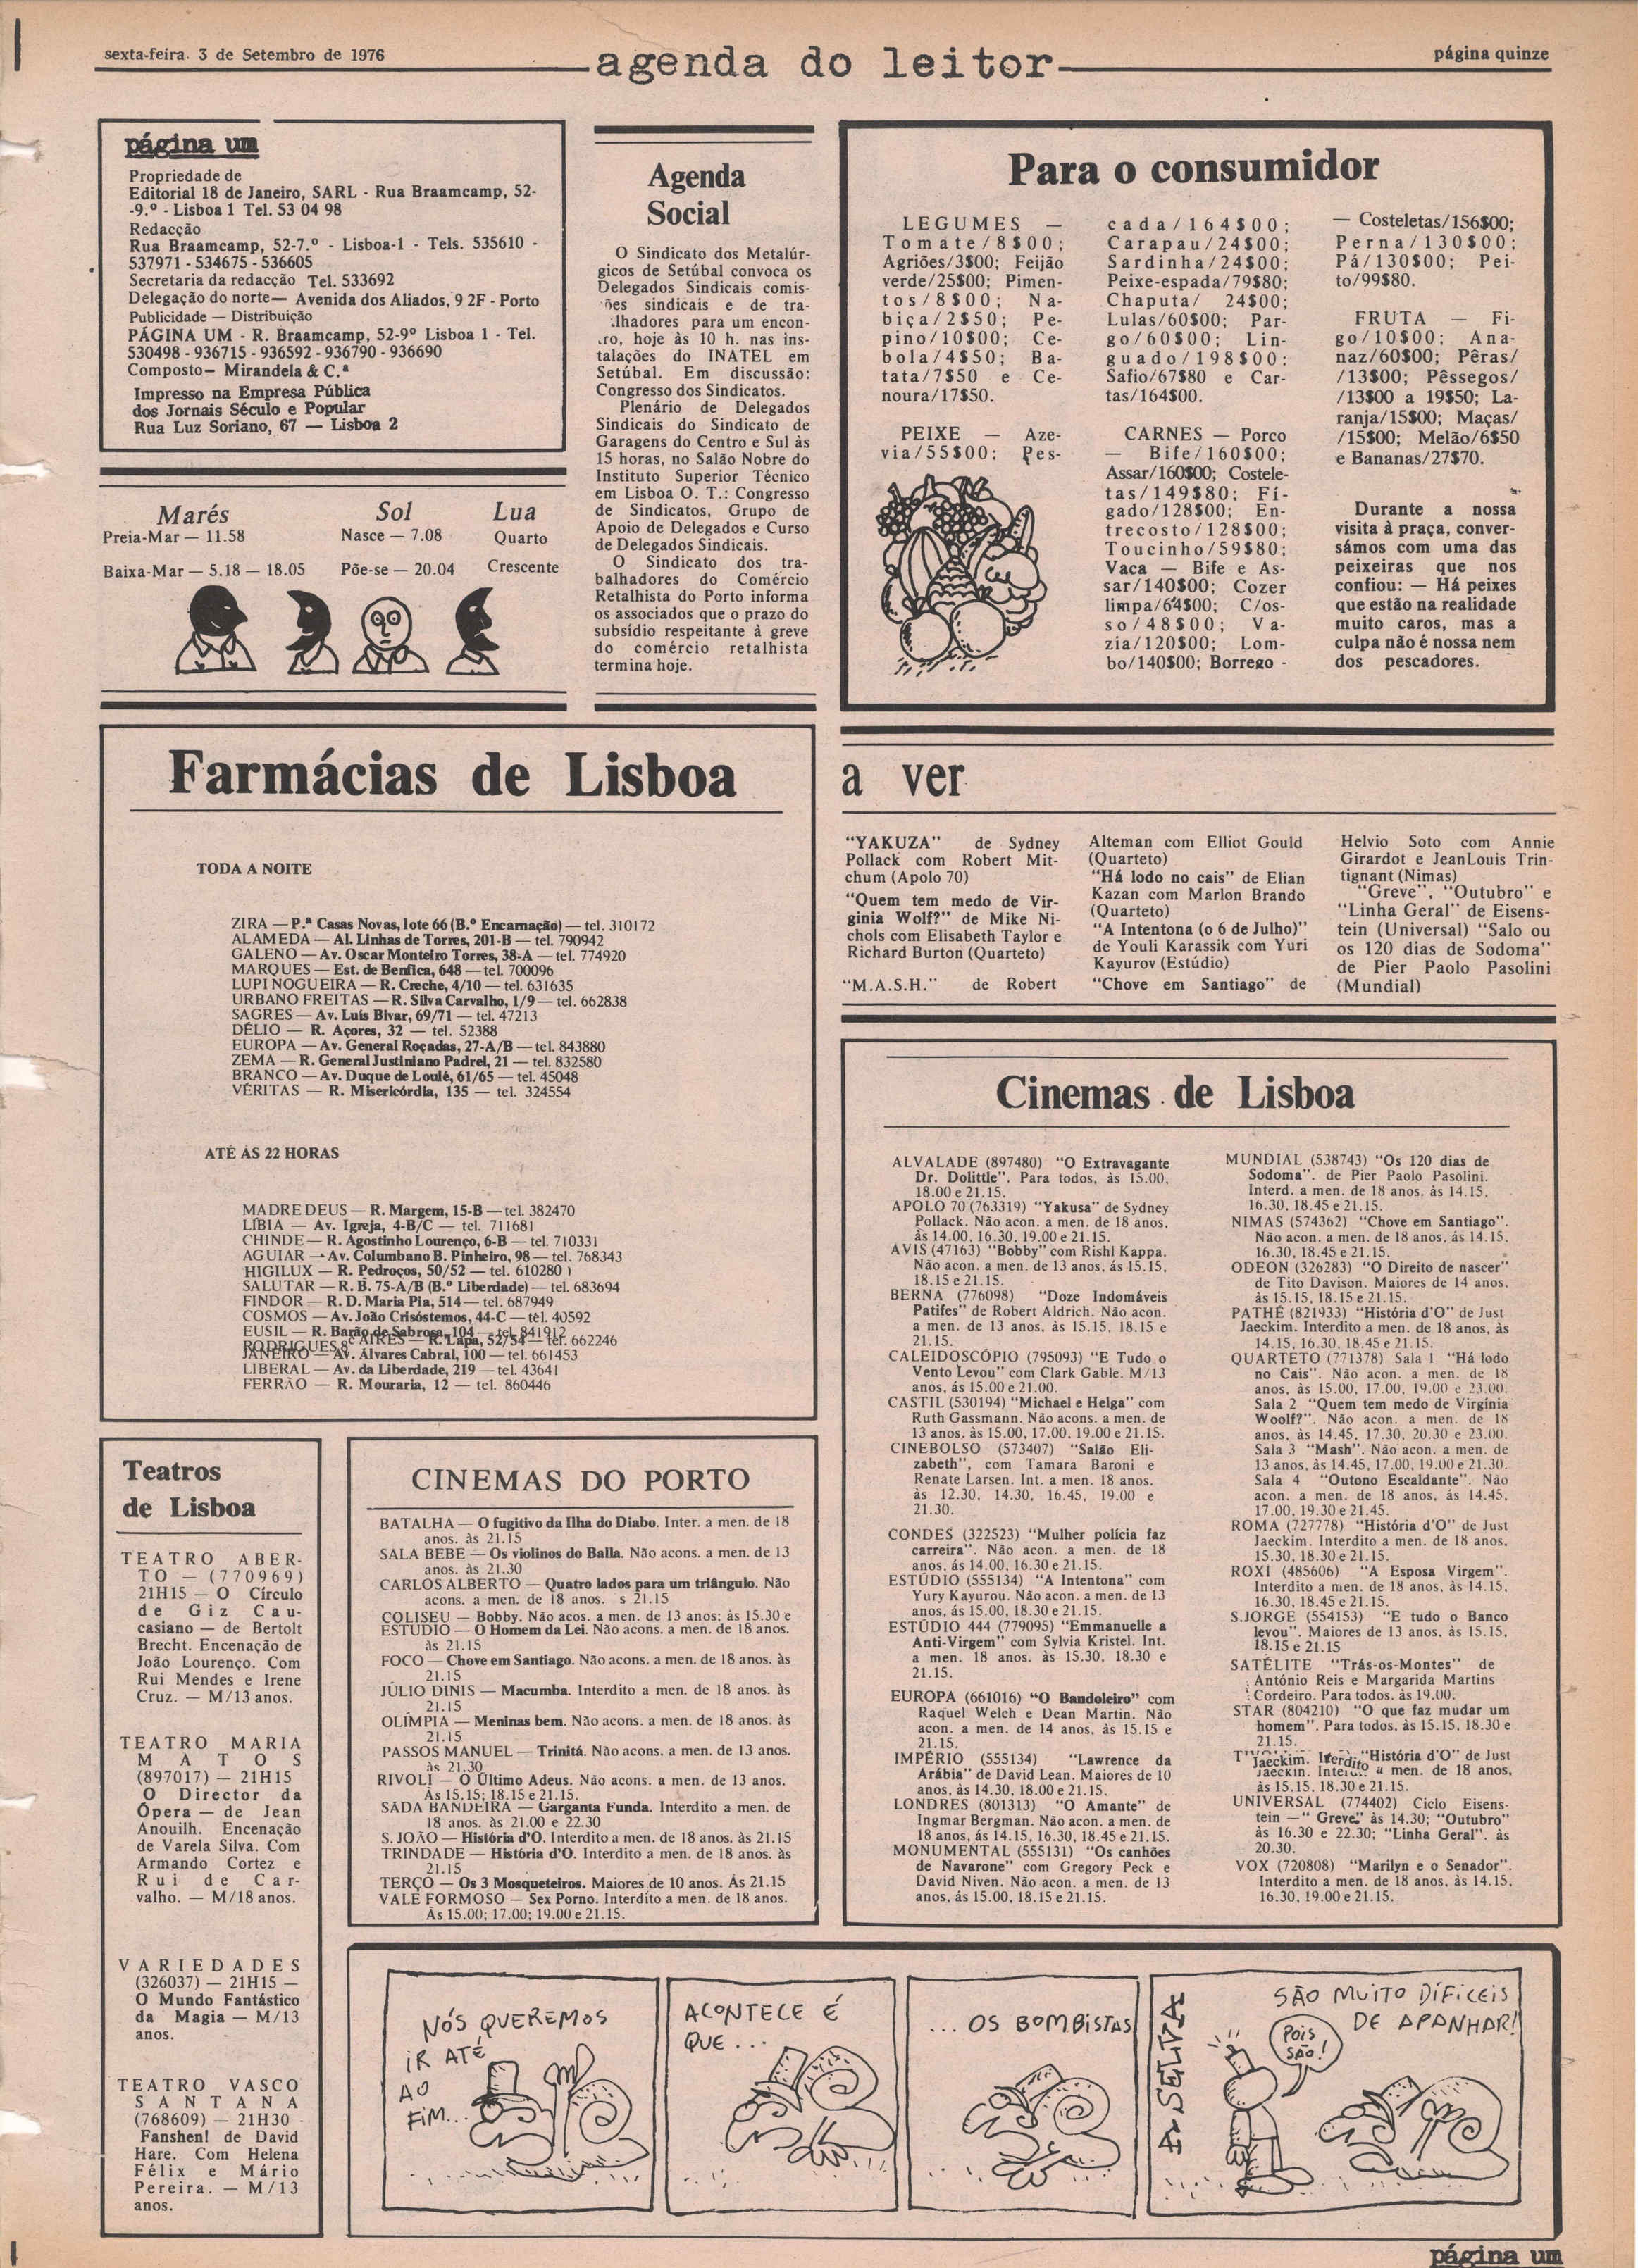 sexta-feira. 3 de Setembro de 1976
agenda do leitor
página quinze
página um
Propriedade de
Editorial 18 de Janeiro, SARL - Rua Braamcamp, 52-
-9.º - Lisboa 1 Tel. 53 04 98
Redacção
Rua Braamcamp, 52-7.º - Lisboa-1 - Tels. 535610 -
537971 - 534675 - 536605
Secretaria da redacção Tel. 533692
Delegação do norte— Avenida dos Aliados, 9 2F - Porto
Publicidade — Distribuição
PÁGINA UM - R. Braamcamp, 52-9º Lisboa 1 - Tel.
530498 - 936715 - 936592 - 936790 - 936690
Composto— Mirandela & C.ª
Impresso na Empresa Pública
dos Jornais Século e Popular
Rua Luz Soriano, 67 — Lisboa 2
Marés
Preia-Mar — 11.58
Baixa-Mar — 5.18 — 18.05
Sol
Nasce — 7.08
Põe-se — 20.04
Lua
Quarto
Crescente
Agenda
Social
O Sindicato dos Metalúr-
gicos de Setúbal convoca os
Delegados Sindicais comis-
ões sindicais e de tra-
lhadores para um encon-
ro, hoje às 10 h. nas ins-
talações do INATEL em
Setúbal. Em discussão:
Congresso dos Sindicatos.
Plenário de Delegados
Sindicais do Sindicato de
Garagens do Centro e Sul às
15 horas, no Salão Nobre do
Instituto Superior Técnico
em Lisboa O. T.: Congresso
de Sindicatos, Grupo de
Apoio de Delegados e Curso
de Delegados Sindicais.
O Sindicato dos tra-
balhadores do Comércio
Retalhista do Porto informa
os associados que o prazo do
subsídio respeitante à greve
do comércio retalhista
termina hoje.
Para o consumidor
LEGUMES —
Tomate/8$00;
Agriões/3$00; Feijão
verde/25$00; Pimen-
tos/8$00; Na-
biça/2$50; Pe-
pino/10$00; Ce-
bola/4$50; Ba-
tata/7$50 e Ce-
noura/17$50.
PEIXE — Aze-
via/55$00; Pes-
cada/164$00;
Carapau/24$00;
Sardinha/24$00;
Peixe-espada/79$80;
Chaputa/ 24$00;
Lulas/60$00; Par-
go/60$00; Lin-
guado/198$00;
Safio/67$80 e Car-
tas/164$00.
CARNES — Porco
— Bife/160$00;
Assar/160$00; Costele-
tas/149$80; Fí-
gado/128$00; En-
trecosto/128$00;
Toucinho/59$80;
Vaca — Bife e As-
sar/140$00; Cozer
limpa/64$00; C/os-
so/48$00; Va-
zia/120$00; Lom-
bo/140$00; Borrego -
— Costeletas/156$00;
Perna/130$00;
Pá/130$00; Pei-
to/99$80.
FRUTA — Fi-
go/10$00; Ana-
naz/60$00; Pêras/
/13$00; Pêssegos/
/13$00 a 19$50; La-
ranja/15$00; Maças/
/15$00; Melão/6$50
e Bananas/27$70.
Durante a nossa
visita à praça, conver-
sámos com uma das
peixeiras que nos
confiou: — Há peixes
que estão na realidade
muito caros, mas a
culpa não é nossa nem
dos pescadores.
Farmácias de Lisboa
TODA A NOITE
ZIRA — P.ª Casas Novas, lote 66 (B.º Encarnação) — tel. 310172
ALAMEDA — Al. Linhas de Torres, 201-B — tel. 790942
GALENO — Av. Oscar Monteiro Torres, 38-A — tel. 774920
MARQUES — Est. de Benfica, 648 — tel. 700096
LUPI NOGUEIRA — R. Creche, 4/10 — tel. 631635
URBANO FREITAS — R. Silva Carvalho, 1/9 — tel. 662838
SAGRES — Av. Luís Bivar, 69/71 — tel. 47213
DÉLIO — R. Açores, 32 — tel. 52388
EUROPA — Av. General Roçadas, 27-A/B — tel. 843880
ZEMA — R. General Justiniano Padrel, 21 — tel. 832580
BRANCO — Av. Duque de Loulé, 61/65 — tel. 45048
VÉRITAS — R. Misericórdia, 135 — tel. 324554
ATÉ ÀS 22 HORAS
MADRE DEUS — R. Margem, 15-B — tel. 382470
LÍBIA — Av. Igreja, 4-B/C — tel. 711681
CHINDE — R. Agostinho Lourenço, 6-B — tel. 710331
AGUIAR — Av. Columbano B. Pinheiro, 98 — tel. 768343
HIGILUX — R. Pedroços, 50/52 — tel. 610280 )
SALUTAR — R. B. 75-A/B (B.º Liberdade) — tel. 683694
FINDOR — R. D. Maria Pia, 514 — tel. 687949
COSMOS — Av. João Crisóstemos, 44-C — tel. 40592
EUSIL — R. Barão de Sabrosa, 104 — tel. 841912
RODRIGUES & AIRES — R. Lapa, 52/54 — tel. 662246
JANEIRO — Av. Álvares Cabral, 100 — tel. 661453
LIBERAL — Av. da Liberdade, 219 — tel. 43641
FERRÃO — R. Mouraria, 12 — tel. 860446
a ver
"YAKUZA" de Sydney
Pollack com Robert Mit-
chum (Apolo 70)
"Quem tem medo de Vir-
ginia Wolf?" de Mike Ni-
chols com Elisabeth Taylor e
Richard Burton (Quarteto)
"M.A.S.H." de Robert
Alteman com Elliot Gould
(Quarteto)
"Há lodo no cais" de Elian
Kazan com Marlon Brando
(Quarteto)
"A Intentona (o 6 de Julho)"
de Youli Karassik com Yuri
Kayurov (Estúdio)
"Chove em Santiago" de
Helvio Soto com Annie
Girardot e JeanLouis Trin-
tignant (Nimas)
"Greve", "Outubro" e
"Linha Geral" de Eisens-
tein (Universal) "Salo ou
os 120 dias de Sodoma"
de Pier Paolo Pasolini
(Mundial)
Cinemas de Lisboa
ALVALADE (897480) "O Extravagante
Dr. Dolittle". Para todos, às 15.00,
18.00 e 21.15.
APOLO 70 (763319) "Yakusa" de Sydney
Pollack. Não acon. a men. de 18 anos,
às 14.00, 16.30, 19.00 e 21.15.
AVIS (47163) "Bobby" com Rishl Kappa.
Não acon. a men. de 13 anos, ás 15.15,
18.15 e 21.15.
BERNA (776098) "Doze Indomáveis
Patifes" de Robert Aldrich. Não acon.
a men. de 13 anos, às 15.15, 18.15 e
21.15.
CALEIDOSCÓPIO (795093) "E Tudo o
Vento Levou" com Clark Gable. M/13
anos, ás 15.00 e 21.00.
CASTIL (530194) "Michael e Helga" com
Ruth Gassmann. Não acons. a men. de
13 anos. às 15.00, 17.00. 19.00 e 21.15.
CINEBOLSO (573407) "Salão Eli-
zabeth", com Tamara Baroni e
Renate Larsen. Int. a men. 18 anos.
às 12.30, 14.30, 16.45, 19.00 e
21.30.
CONDES (322523) "Mulher polícia faz
carreira". Não acon. a men. de 18
anos, ás 14.00, 16.30 e 21.15.
ESTÚDIO (555134) "A Intentona" com
Yury Kayurou. Não acon. a men. de 13
anos, ás 15.00, 18.30 e 21.15.
ESTÚDIO 444 (779095) "Emmanuelle a
Anti-Virgem" com Sylvia Kristel. Int.
a men. 18 anos. às 15.30, 18.30 e
21.15.
EUROPA (661016) "O Bandoleiro" com
Raquel Welch e Dean Martin. Não
acon. a men. de 14 anos, às 15.15 e
21.15.
IMPÉRIO (555134) "Lawrence da
Arábia" de David Lean. Maiores de 10
anos, às 14.30, 18.00 e 21.15.
LONDRES (801313) "O Amante" de
Ingmar Bergman. Não acon. a men. de
18 anos, ás 14.15, 16.30, 18.45 e 21.15.
MONUMENTAL (555131) "Os canhões
de Navarone" com Gregory Peck e
David Niven. Não acon. a men. de 13
anos, ás 15.00, 18.15 e 21.15.
MUNDIAL (538743) "Os 120 dias de
Sodoma". de Pier Paolo Pasolini.
Interd. a men. de 18 anos. às 14.15,
16.30, 18.45 e 21.15.
NIMAS (574362) "Chove em Santiago".
Não acon. a men. de 18 anos, ás 14.15,
16.30, 18.45 e 21.15.
ODEON (326283) "O Direito de nascer"
de Tito Davison. Maiores de 14 anos,
às 15.15, 18.15 e 21.15.
PATHÉ (821933) "História d'O" de Just
Jaeckim. Interdito a men. de 18 anos, às
14.15, 16.30, 18.45 e 21.15.
QUARTETO (771378) Sala 1 "Há lodo
no Cais". Não acon. a men. de 18
anos, às 15.00, 17.00, 19.00 e 23.00.
Sala 2 "Quem tem medo de Virgínia
Woolf?". Não acon. a men. de 18
anos, às 14.45, 17.30, 20.30 e 23.00.
Sala 3 "Mash". Não acon. a men. de
13 anos, às 14.45, 17.00, 19.00 e 21.30.
Sala 4 "Outono Escaldante". Não
acon. a men. de 18 anos, ás 14.45,
17.00, 19.30 e 21.45.
ROMA (727778) "História d'O" de Just
Jaeckim. Interdito a men. de 18 anos,
15.30, 18.30 e 21.15.
ROXI (485606) "A Esposa Virgem".
Interdito a men. de 18 anos, às 14.15,
16.30, 18.45 e 21.15.
S.JORGE (554153) "E tudo o Banco
levou". Maiores de 13 anos, às 15.15,
18.15 e 21.15
SATÉLITE "Trás-os-Montes" de
António Reis e Margarida Martins
Cordeiro. Para todos. às 19.00.
STAR (804210) "O que faz mudar um
homem". Para todos, às 15.15, 18.30 e
21.15.
"História d'O" de Just
Jaeckim. Iterdito a men. de 18 anos,
às 15.15, 18.30 e 21.15.
UNIVERSAL (774402) Ciclo Eisens-
tein —" Greve" às 14.30; "Outubro"
às 16.30 e 22.30; "Linha Geral". às
20.30.
VOX (720808) "Marilyn e o Senador".
Interdito a men. de 18 anos, às 14.15,
16.30, 19.00 e 21.15.
Teatros
de Lisboa
TEATRO ABER-
TO — (770969)
21H15 — O Círculo
de Giz Cau-
casiano — de Bertolt
Brecht. Encenação de
João Lourenço. Com
Rui Mendes e Irene
Cruz. — M/13 anos.
TEATRO MARIA
MATOS
(897017) — 21H15
O Director da
Ópera — de Jean
Anouilh. Encenação
de Varela Silva. Com
Armando Cortez e
Rui de Car-
valho. — M/18 anos.
VARIEDADES
(326037) — 21H15 —
O Mundo Fantástico
da Magia — M/13
anos.
TEATRO VASCO
SANTANA
(768609) — 21H30 -
Fanshen! de David
Hare. Com Helena
Félix e Mário
Pereira. — M/13
anos.
CINEMAS DO PORTO
BATALHA — O fugitivo da Ilha do Diabo. Inter. a men. de 18
anos. às 21.15
SALA BEBE — Os violinos do Balla. Não acons. a men. de 13
anos. às 21.30
CARLOS ALBERTO — Quatro lados para um triângulo. Não
acons. a men. de 18 anos. s 21.15
COLISEU — Bobby. Não acos. a men. de 13 anos; às 15.30 e
ESTUDIO — O Homem da Lei. Não acons. a men. de 18 anos.
às 21.15
FOCO — Chove em Santiago. Não acons. a men. de 18 anos. às
21.15
JÚLIO DINIS — Macumba. Interdito a men. de 18 anos. às
21.15
OLÍMPIA — Meninas bem. Não acons. a men. de 18 anos. às
21.15
PASSOS MANUEL — Trinitá. Não acons. a men. de 13 anos.
às 21.30
RIVOLI — O Último Adeus. Não acons. a men. de 13 anos.
Às 15.15; 18.15 e 21.15.
SADA BANDEIRA — Garganta Funda. Interdito a men. de
18 anos. às 21.00 e 22.30
S. JOÃO — História d'O. Interdito a men. de 18 anos. às 21.15
TRINDADE — História d'O. Interdito a men. de 18 anos. às
21.15
TERÇO — Os 3 Mosqueteiros. Maiores de 10 anos. Às 21.15
VALE FORMOSO — Sex Porno. Interdito a men. de 18 anos.
Às 15.00; 17.00; 19.00 e 21.15.
NÓS QUEREMOS
IR ATÉ
AO
FIM...
ACONTECE É
QUE...
... OS BOMBISTAS
A SELVA
SÃO MUITO DÍFICEIS
DE APANHAR!
POIS
SÃO!
página um